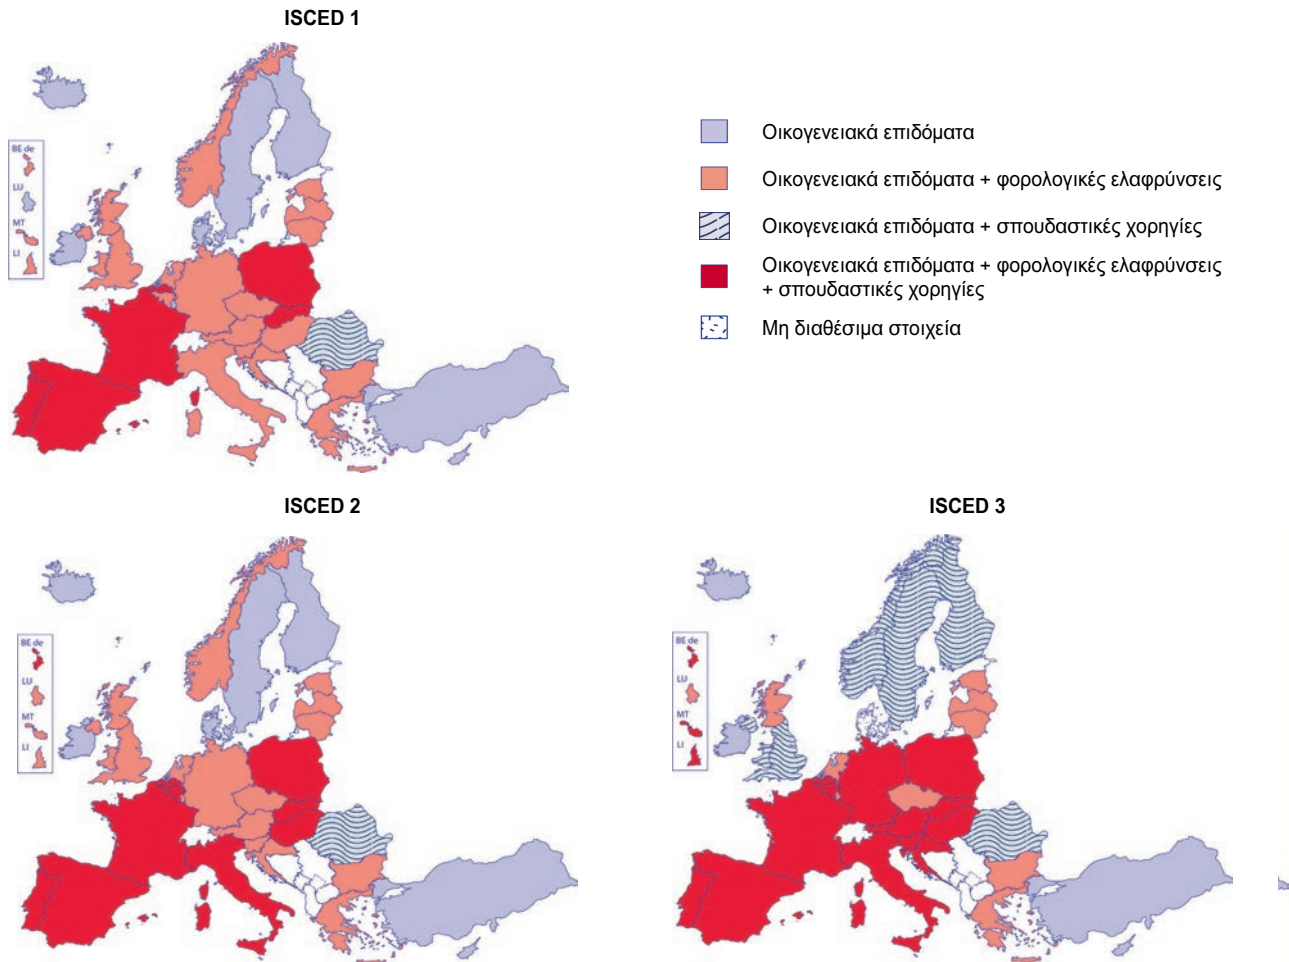 ISCED 1
BE de
LU
MT
LI
Οικογενειακά επιδόματα
Οικογενειακά επιδόματα + φορολογικές ελαφρύνσεις
Οικογενειακά επιδόματα + σπουδαστικές χορηγίες
Οικογενειακά επιδόματα + φορολογικές ελαφρύνσεις
+ σπουδαστικές χορηγίες
Μη διαθέσιμα στοιχεία
ISCED 2
BE de
LU
MT
LI
ISCED 3
BE de
LU
MT
LI